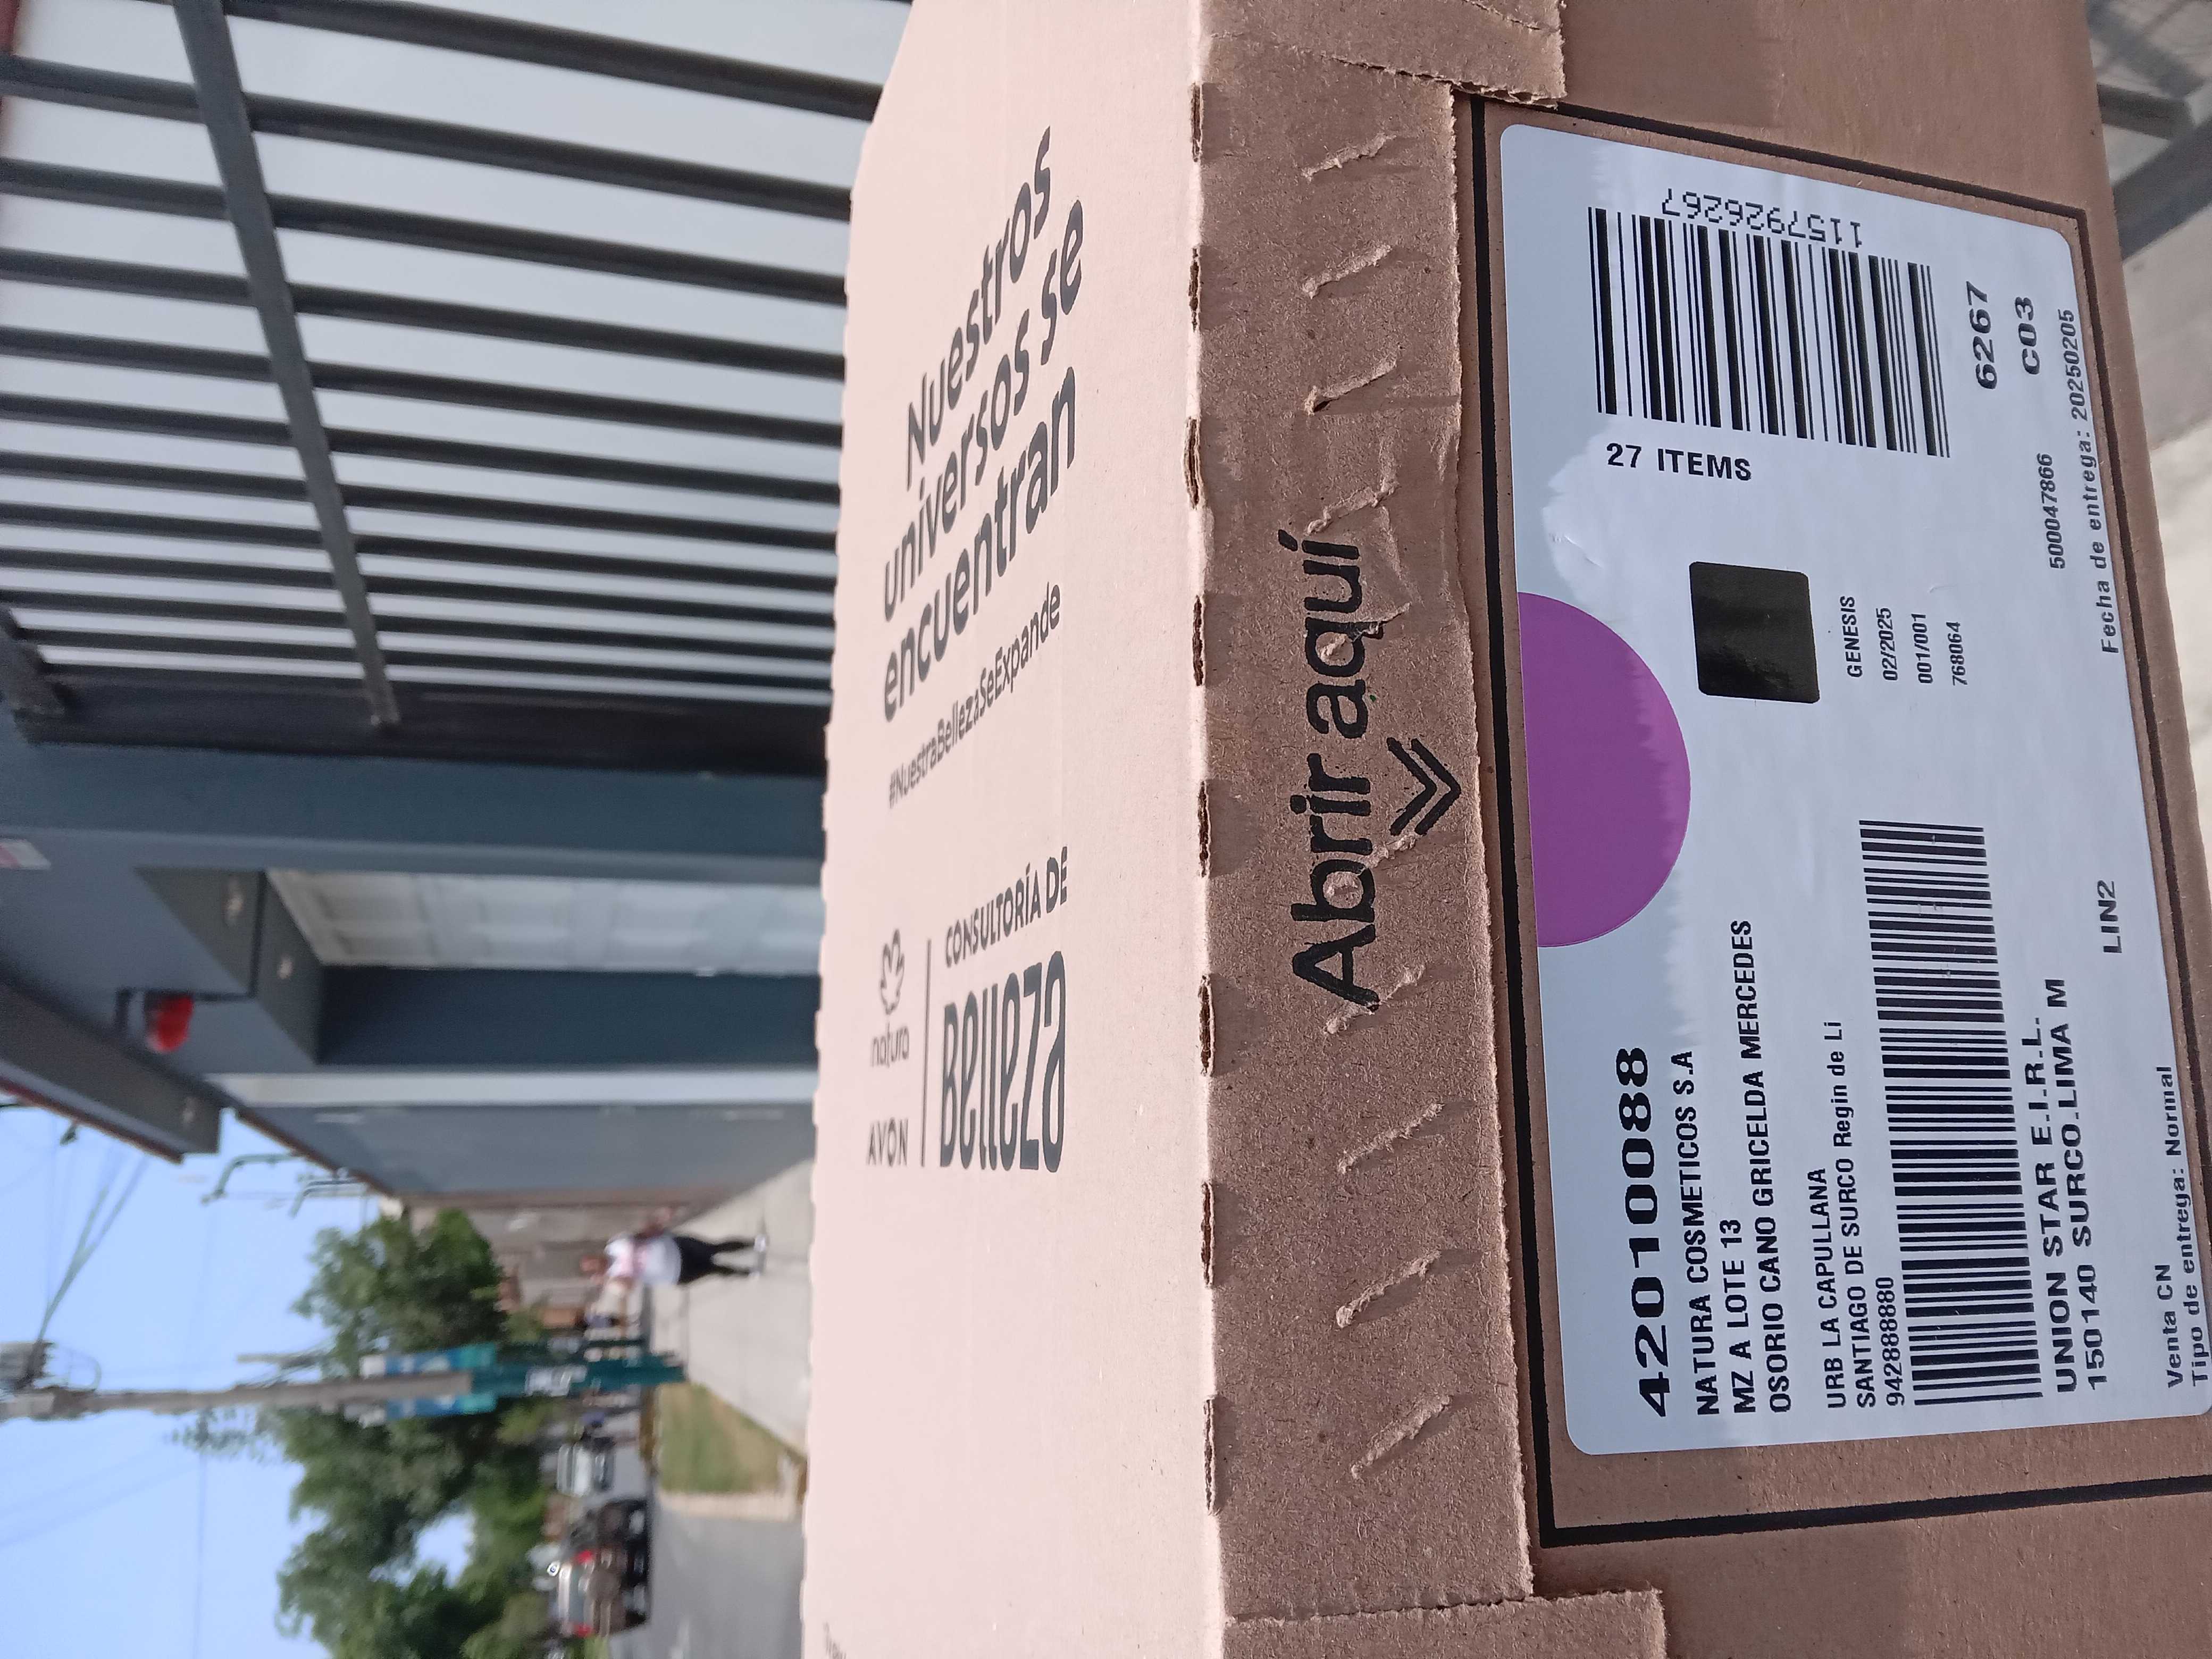 Nuestros
universos se
encuentran
#NuestraBellezaSeExpande
AVON natura
CONSULTORÍA DE
Belleza
Abrir aquí
42010088
NATURA COSMETICOS S.A
MZ A LOTE 13
OSORIO CANO GRICELDA MERCEDES
URB LA CAPULLANA
SANTIAGO DE SURCO Regin de Li
942888880
UNION STAR E.I.R.L.
150140 SURCO.LIMA M
LIN2
Venta CN
Tipo de entrega: Normal
27 ITEMS
1157926267
GENESIS
02/2025
001/001
768064
6267
C03
500047866
Fecha de entrega: 20250205